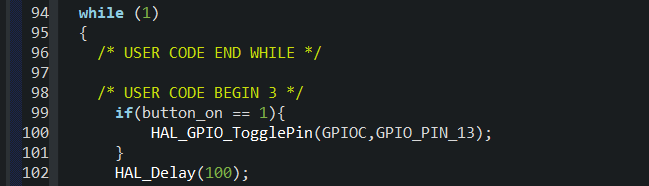 94 while (1)
95 {
96 /* USER CODE END WHILE */
97
98 /* USER CODE BEGIN 3 */
99 if(button_on == 1){
100 HAL_GPIO_TogglePin(GPIOC,GPIO_PIN_13);
101 }
102 HAL_Delay(100);